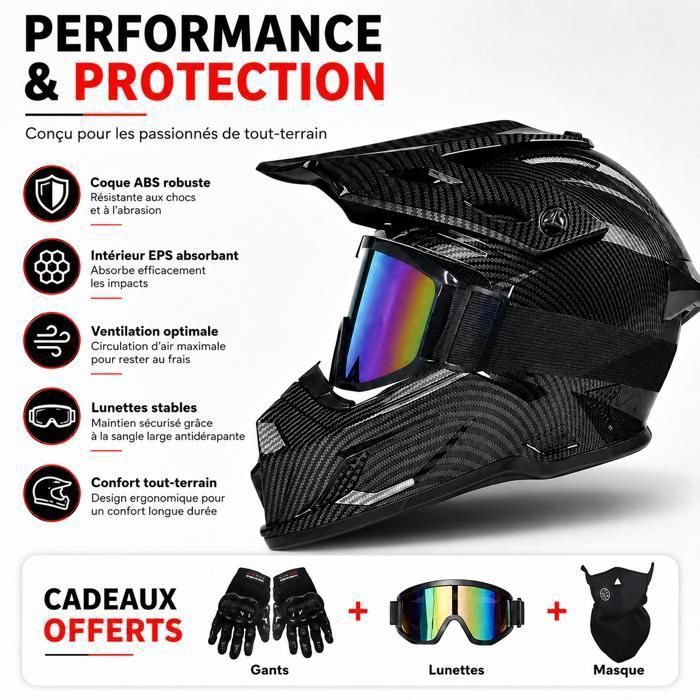 PERFORMANCE
& PROTECTION
Conçu pour les passionnés de tout-terrain
Coque ABS robuste
Résistante aux chocs
et à l'abrasion
Intérieur EPS absorbant
Absorbe efficacement
les impacts
Ventilation optimale
Circulation d'air maximale
pour rester au frais
Lunettes stables
Maintien sécurisé grâce
à la sangle large antidérapante
Confort tout-terrain
Design ergonomique pour
un confort longue durée
CADEAUX
OFFERTS
+
+
Gants
Lunettes
Masque